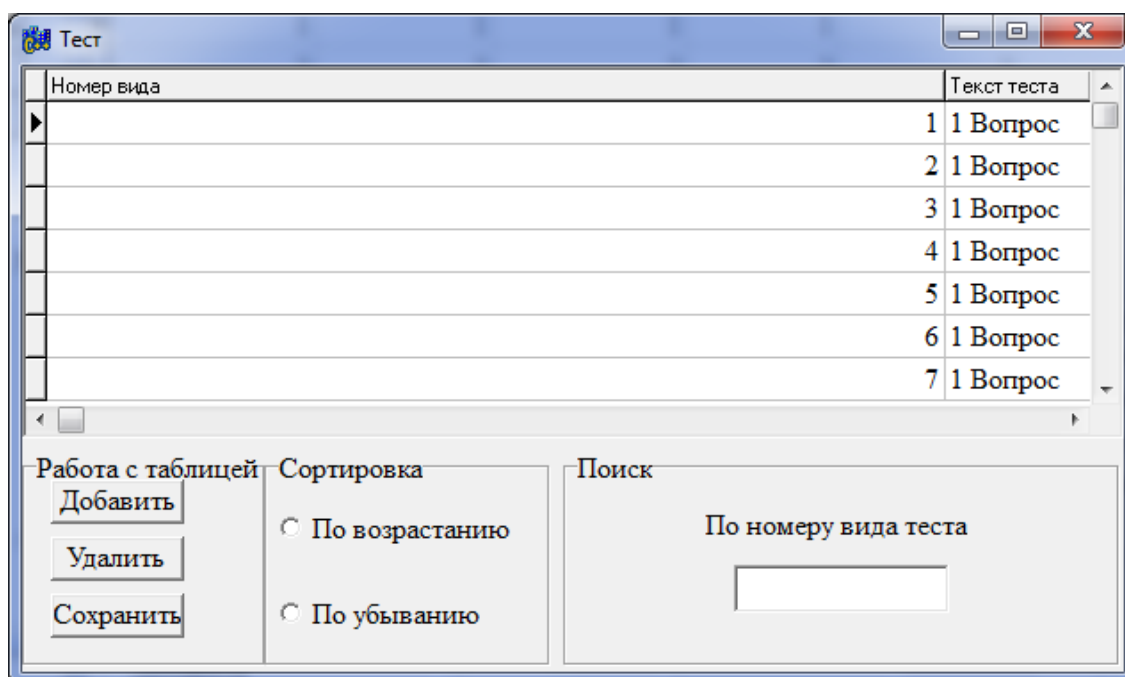 Тест
Номер вида Текст теста
1 1 Вопрос
2 1 Вопрос
3 1 Вопрос
4 1 Вопрос
5 1 Вопрос
6 1 Вопрос
7 1 Вопрос
Работа с таблицей Сортировка Поиск
Добавить
По возрастанию По номеру вида теста
Удалить
Сохранить По убыванию